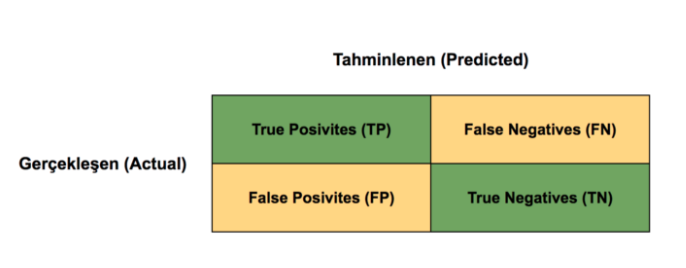 Tahminlenen (Predicted)
True Posivites (TP)
False Negatives (FN)
Gerçekleşen (Actual)
False Posivites (FP)
True Negatives (TN)